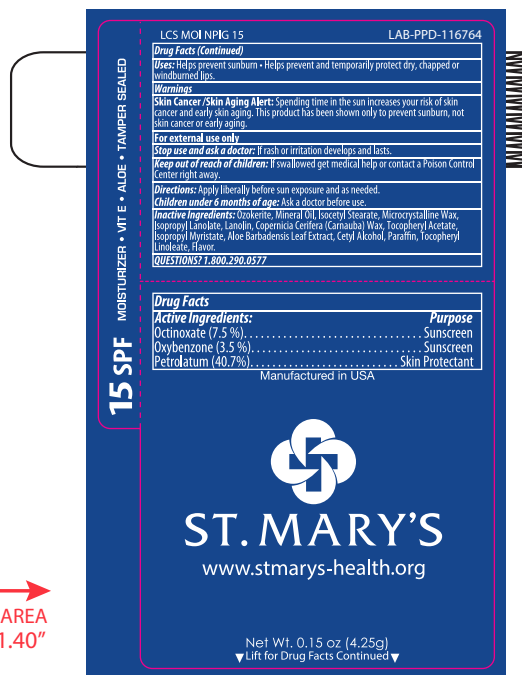 LCS MOI NPIG 15 LAB-PPD-116764
Drug Facts (Continued)
Uses: Helps prevent sunburn • Helps prevent and temporarily protect dry, chapped or
windburned lips.
Warnings
Skin Cancer /Skin Aging Alert: Spending time in the sun increases your risk of skin
cancer and early skin aging. This product has been shown only to prevent sunburn, not
skin cancer or early aging.
For external use only
Stop use and ask a doctor: If rash or irritation develops and lasts.
Keep out of reach of children: If swallowed get medical help or contact a Poison Control
Center right away.
Directions: Apply liberally before sun exposure and as needed.
Children under 6 months of age: Ask a doctor before use.
Inactive Ingredients: Ozokerite, Mineral Oil, Isocetyl Stearate, Microcrystalline Wax,
Isopropyl Lanolate, Lanolin, Copernicia Cerifera (Carnauba) Wax, Tocopheryl Acetate,
Isopropyl Myristate, Aloe Barbadensis Leaf Extract, Cetyl Alcohol, Paraffin, Tocopheryl
Linoleate, Flavor.
QUESTIONS? 1.800.290.0577
15 SPF MOISTURIZER • VIT E • ALOE • TAMPER SEALED
Drug Facts
Active Ingredients: Purpose
Octinoxate (7.5 %)..............................Sunscreen
Oxybenzone (3.5 %).............................Sunscreen
Petrolatum (40.7%).........................Skin Protectant
Manufactured in USA
ST. MARY'S
www.stmarys-health.org
AREA
1.40"
Net Wt. 0.15 oz (4.25g)
▼Lift for Drug Facts Continued▼